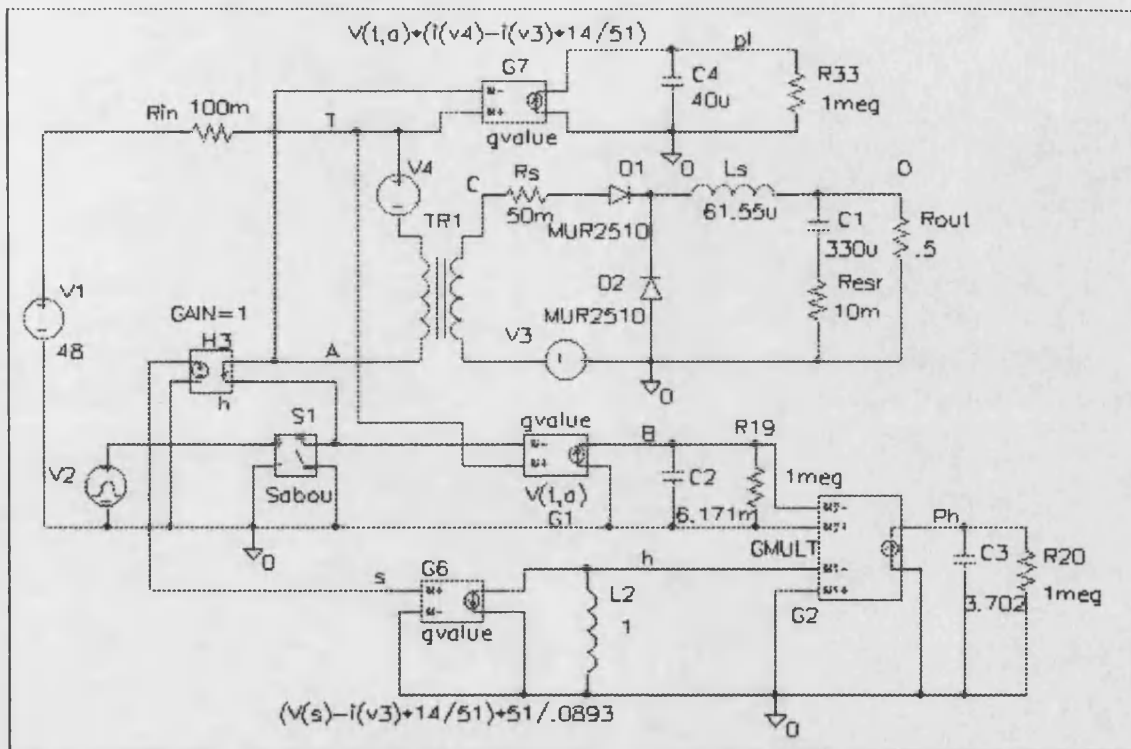 V(t,a)*(i(v4)-i(v3)*14/51)
G7
pl
C4
40u
R33
1meg
Rin 100m
T
gvalue
0
V4
C
Rs
50m
D1
0
Ls
61.55u
O
TR1
MUR2510
C1
330u
Rout
.5
V1
48
GAIN=1
H3
h
A
D2
MUR2510
V3
Resr
10m
0
S1
Sabou
V2
gvalue
V(t,a)
G1
B
R19
1meg
C2
6.171m
GMULT
G2
Ph
C3
3.702
R20
1meg
0
s
G6
gvalue
h
L2
1
(V(s)-i(v3)*14/51)*51/.0893
0